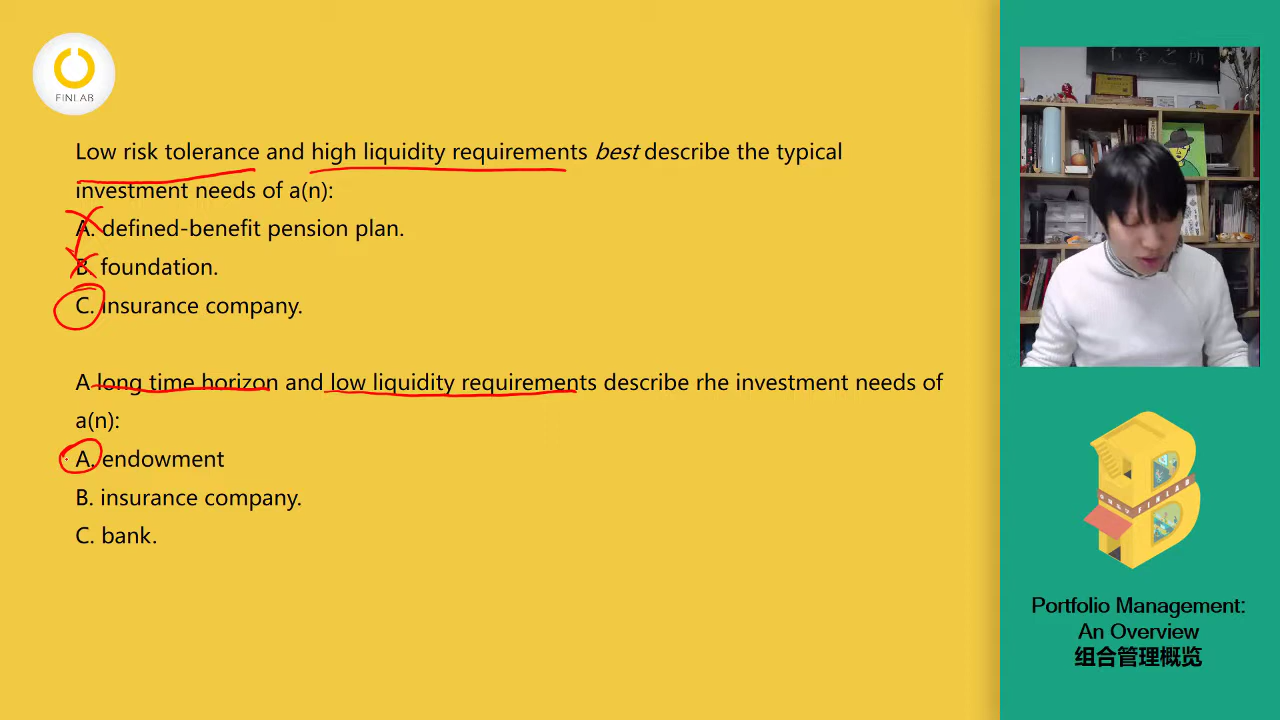 FINLAB
Low risk tolerance and high liquidity requirements best describe the typical
investment needs of a(n):
A. defined-benefit pension plan.
B. foundation.
C. insurance company.
A long time horizon and low liquidity requirements describe rhe investment needs of
a(n):
A. endowment
B. insurance company.
C. bank.
FINLAB
Portfolio Management:
An Overview
组合管理概览